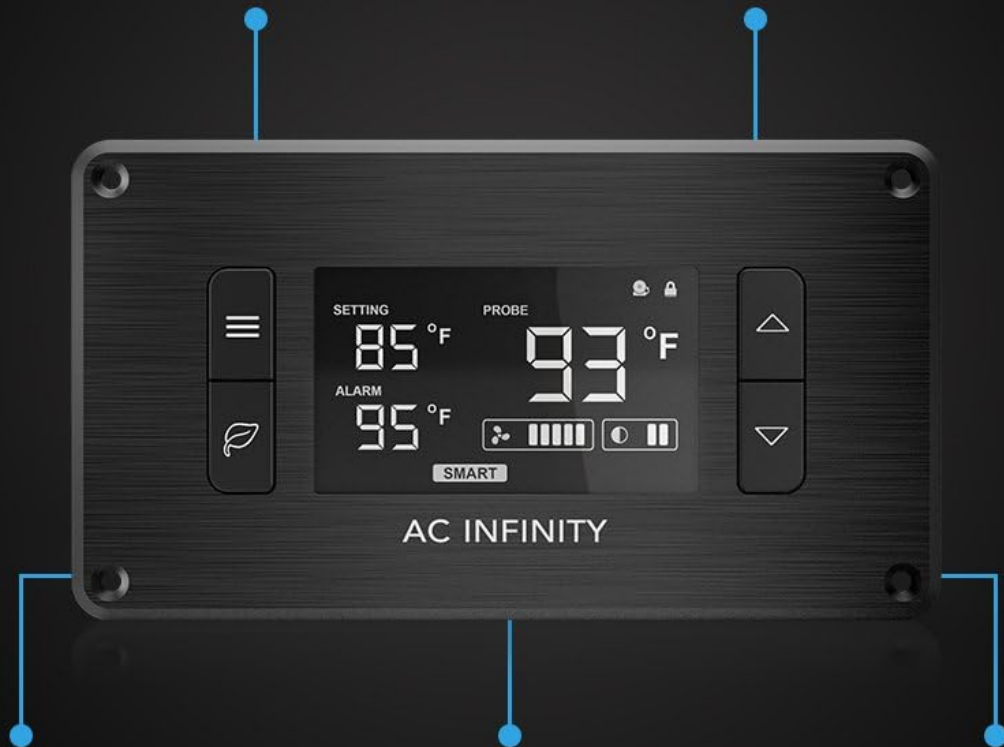 SETTING
85 °F
PROBE
93 °F
ALARM
95 °F
SMART
AC INFINITY